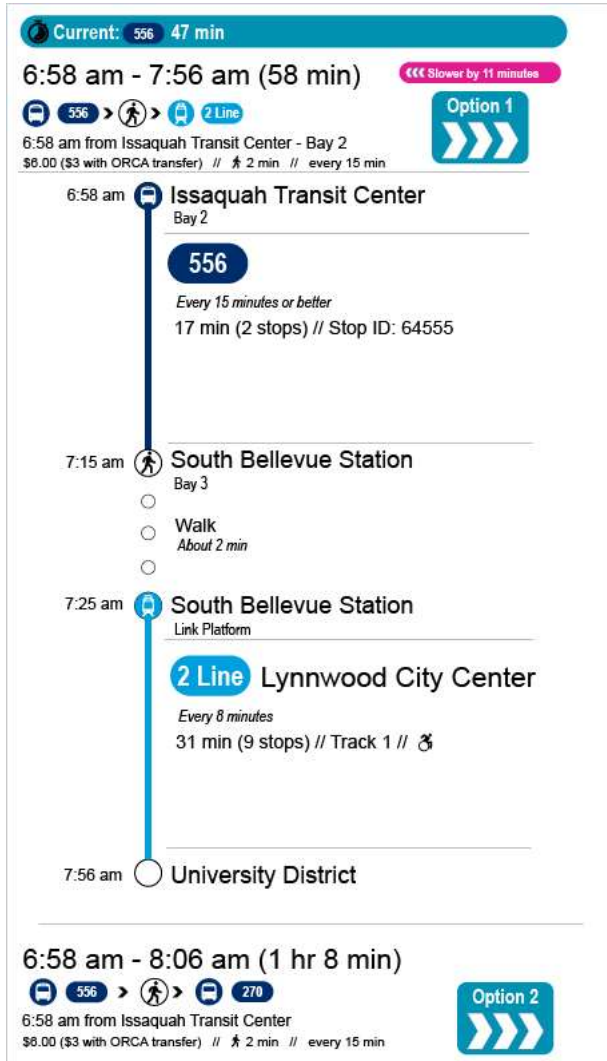 Current: 556 47 min
6:58 am - 7:56 am (58 min)
Slower by 11 minutes
556 > > 2 Line
Option 1
6:58 am from Issaquah Transit Center - Bay 2
$6.00 ($3 with ORCA transfer) // 2 min // every 15 min
6:58 am Issaquah Transit Center
Bay 2
556
Every 15 minutes or better
17 min (2 stops) // Stop ID: 64555
7:15 am South Bellevue Station
Bay 3
Walk
About 2 min
7:25 am South Bellevue Station
Link Platform
2 Line Lynnwood City Center
Every 8 minutes
31 min (9 stops) // Track 1 //
7:56 am University District
6:58 am - 8:06 am (1 hr 8 min)
556 > > 270
Option 2
6:58 am from Issaquah Transit Center
$6.00 ($3 with ORCA transfer) // 2 min // every 15 min